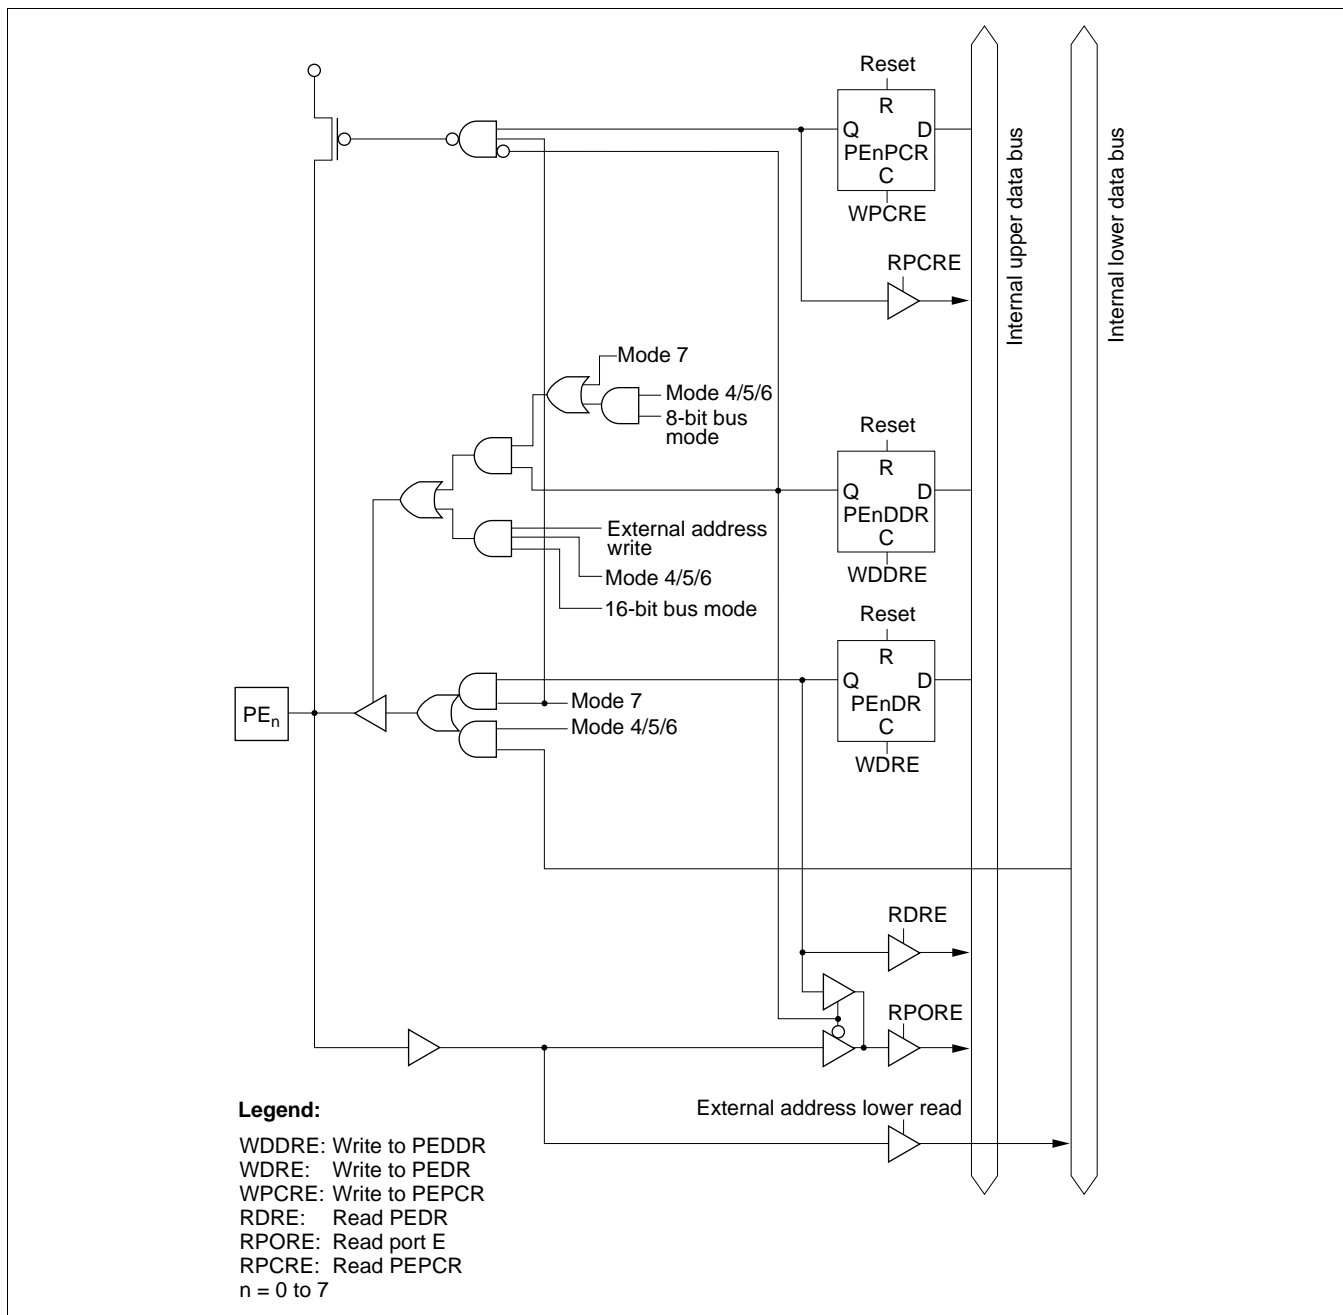 Reset
R
Q D
PEnPCR
C
WPCRE
RPCRE
Internal upper data bus
Internal lower data bus
Mode 7
Mode 4/5/6
8-bit bus
mode
Reset
R
Q D
PEnDDR
C
WDDRE
External address
write
Mode 4/5/6
16-bit bus mode
Reset
R
Q D
PEnDR
C
WDRE
Mode 7
Mode 4/5/6
PEn
RDRE
RPORE
External address lower read
Legend:
WDDRE: Write to PEDDR
WDRE: Write to PEDR
WPCRE: Write to PEPCR
RDRE: Read PEDR
RPORE: Read port E
RPCRE: Read PEPCR
n = 0 to 7